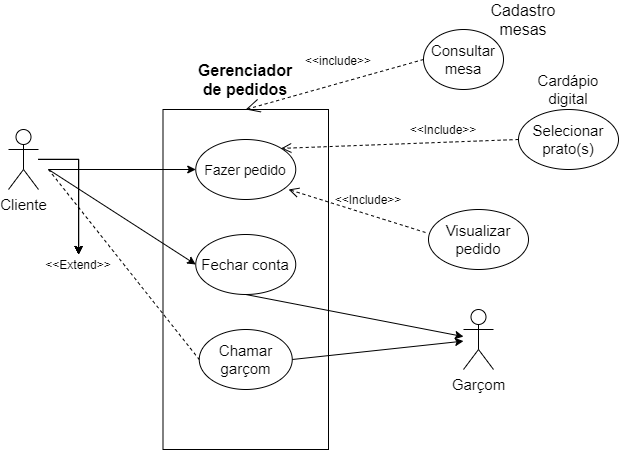 Cadastro
mesas
Consultar
mesa
<<include>>
Gerenciador
de pedidos
Cardápio
digital
Selecionar
prato(s)
<<Include>>
Fazer pedido
Cliente
<<Include>>
Visualizar
pedido
<<Extend>>
Fechar conta
Chamar
garçom
Garçom